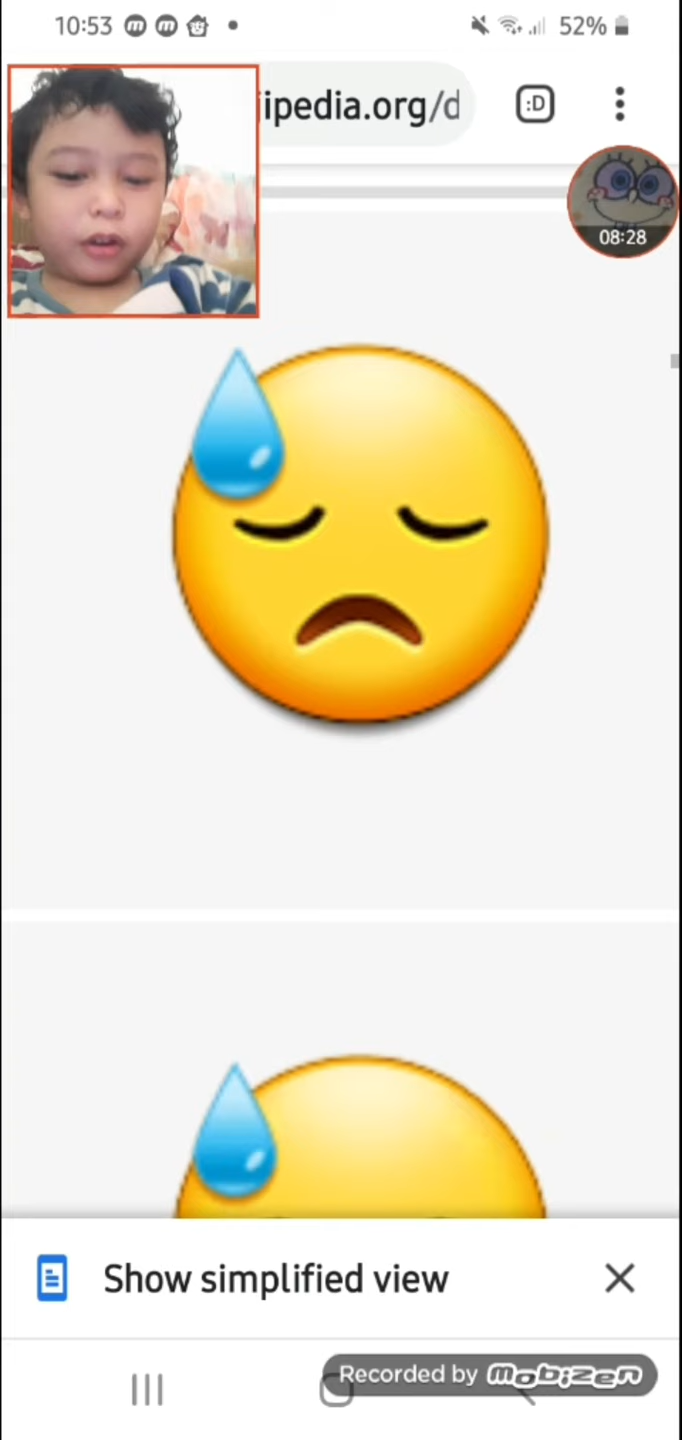 10:53 52%
ipedia.org/d
:D
08:28
Show simplified view
Recorded by mobizen